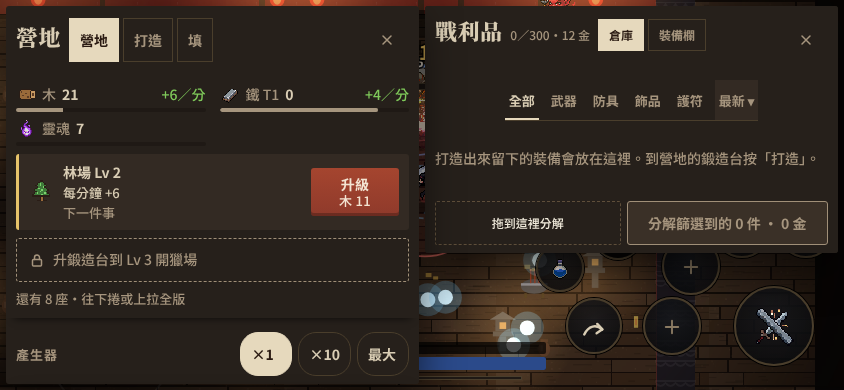 營地 營地 打造 填 ×
木 21 +6／分 鐵 T1 0 +4／分
靈魂 7
林場 Lv 2
每分鐘 +6
下一件事
升級
木 11
升鍛造台到 Lv 3 開獵場
還有 8 座・往下捲或上拉全版
產生器 ×1 ×10 最大
戰利品 0／300・12 金 倉庫 裝備欄 ×
全部 武器 防具 飾品 護符 最新 ▾
打造出來留下的裝備會放在這裡。到營地的鍛造台按「打造」。
拖到這裡分解 分解篩選到的 0 件 ・ 0 金